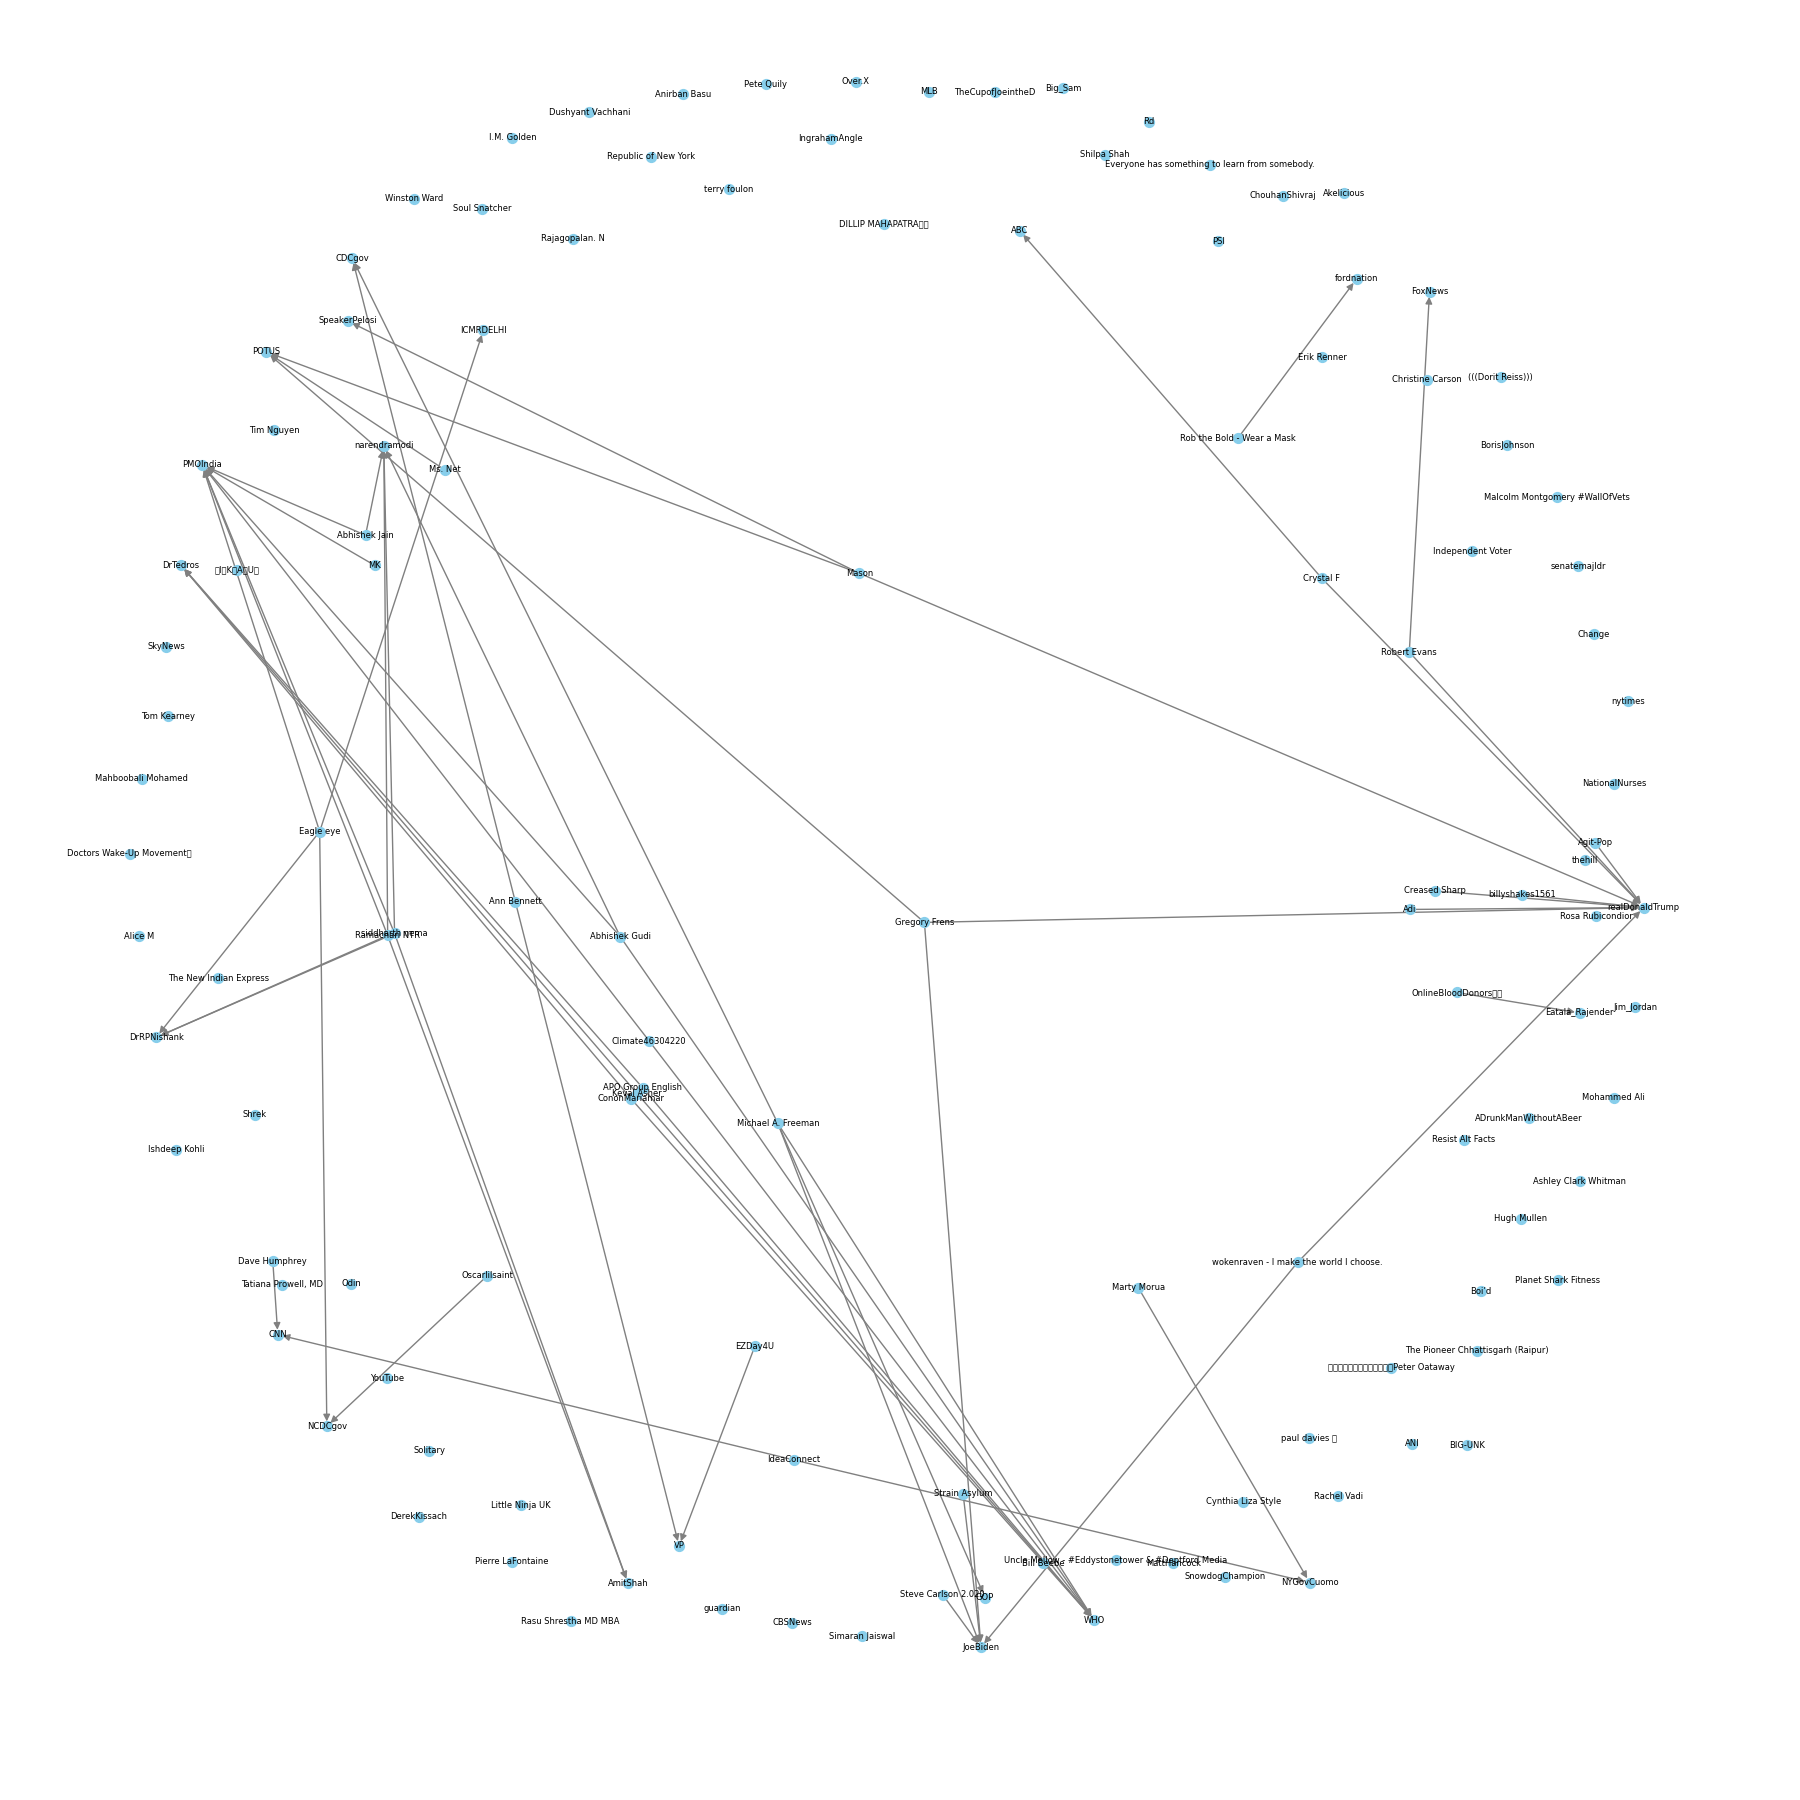 Over.X
Pete Quily
Big_Sam
MLB
TheCupofJoeintheD
Anirban Basu
Dushyant Vachhani
Rd
I.M. Golden
IngrahamAngle
Shilpa Shah
Republic of New York
Everyone has something to learn from somebody.
terry foulon
Akelicious
ChouhanShivraj
Winston Ward
Soul Snatcher
DILLIP MAHAPATRA
ABC
Rajagopalan. N
PSI
CDCgov
fordnation
FoxNews
SpeakerPelosi
ICMRDELHI
POTUS
Erik Renner
(((Dorit Reiss)))
Christine Carson
Tim Nguyen
Rob the Bold - Wear a Mask
narendramodi
BorisJohnson
PMOIndia
Ms. Net
Malcolm Montgomery #WallOfVets
Abhishek Jain
Independent Voter
DrTedros
MK
senatemajldr
I K A U
Mason
Crystal F
Change
SkyNews
Robert Evans
nytimes
Tom Kearney
Mahboobali Mohamed
NationalNurses
Eagle eye
Agit-Pop
Doctors Wake-Up Movement
thehill
Creased Sharp
billyshakes1561
Ann Bennett
realDonaldTrump
Adi
Rosa Rubicondior
Gregory Frens
siddharth nema
Ramachari NTR
Abhishek Gudi
Alice M
The New Indian Express
OnlineBloodDonors
Jim_Jordan
Eatala_Rajender
DrRPNishank
Climate46304220
APO Group English
Keval Asher
CononManamar
Mohammed Ali
Shrek
ADrunkManWithoutABeer
Michael A. Freeman
Resist Alt Facts
Ishdeep Kohli
Ashley Clark Whitman
Hugh Mullen
Dave Humphrey
wokenraven - I make the world I choose.
Oscarlilsaint
Planet Shark Fitness
Tatiana Prowell, MD
Odin
Marty Morua
Boi'd
CNN
EZDay4U
The Pioneer Chhattisgarh (Raipur)
Peter Oataway
YouTube
NCDCgov
paul davies
ANI
BIG-UNK
Solitary
IdeaConnect
Strain Asylum
Rachel Vadi
Cynthia Liza Style
Little Ninja UK
DerekKissach
VP
Uncle Mellow - #Eddystonetower & #Deptford Media
Pierre LaFontaine
Bill Beebe
MattHancock
SnowdogChampion
AmitShah
NYGovCuomo
Steve Carlson 2.020
GOP
guardian
WHO
Rasu Shrestha MD MBA
CBSNews
Simaran Jaiswal
JoeBiden